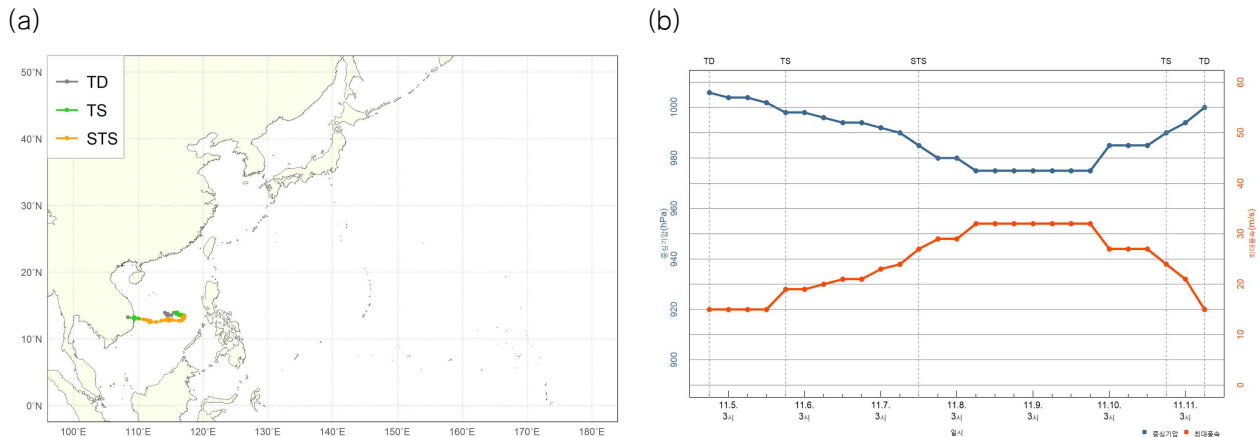 (a)
TD
TS
STS
50˚N
40˚N
30˚N
20˚N
10˚N
0˚N
100˚E
110˚E
120˚E
130˚E
140˚E
150˚E
160˚E
170˚E
180˚E
(b)
TD
TS
STS
TS
TD
1000
980
960
940
920
900
중심기압(hPa)
60
50
40
30
20
10
0
최대풍속(m/s)
11.5.
3시
11.6.
3시
11.7.
3시
11.8.
3시
11.9.
3시
11.10.
3시
11.11.
3시
일시
중심기압
최대풍속